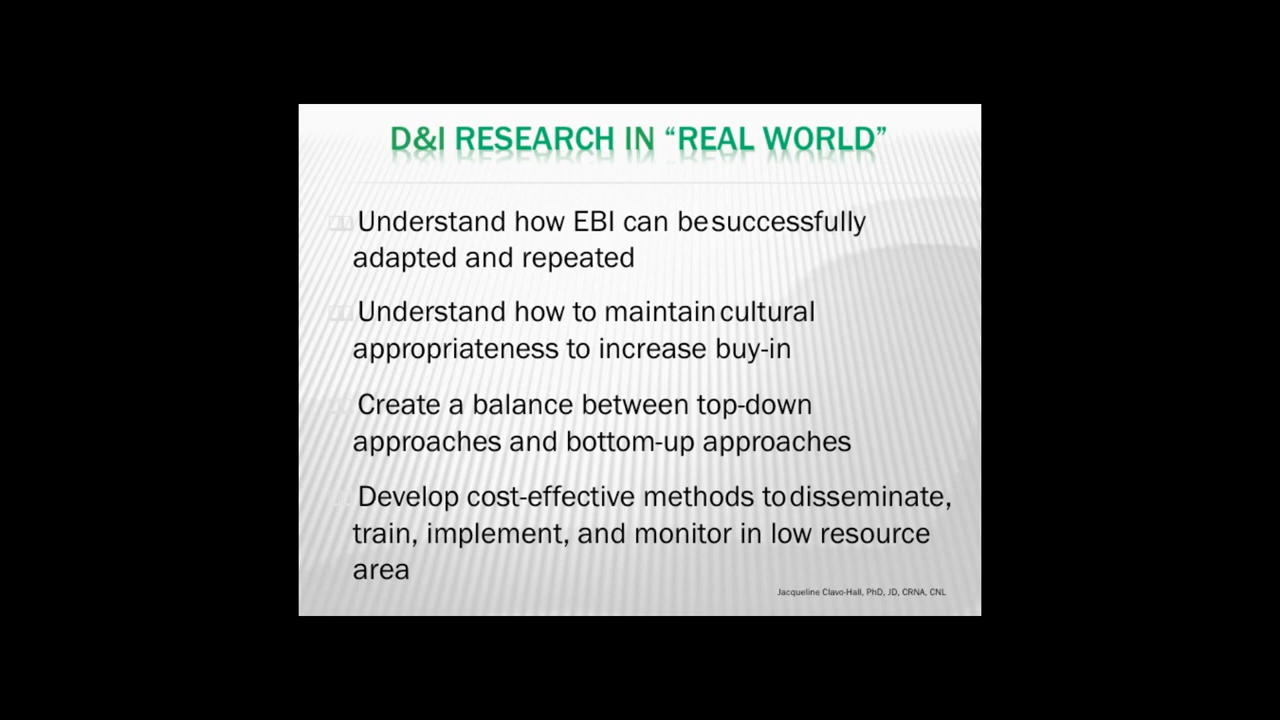 D&I RESEARCH IN “REAL WORLD”
Understand how EBI can be successfully
adapted and repeated
Understand how to maintain cultural
appropriateness to increase buy-in
Create a balance between top-down
approaches and bottom-up approaches
Develop cost-effective methods to disseminate,
train, implement, and monitor in low resource
area
Jacqueline Clavo-Hall, PhD, JD, CRNA, CNL